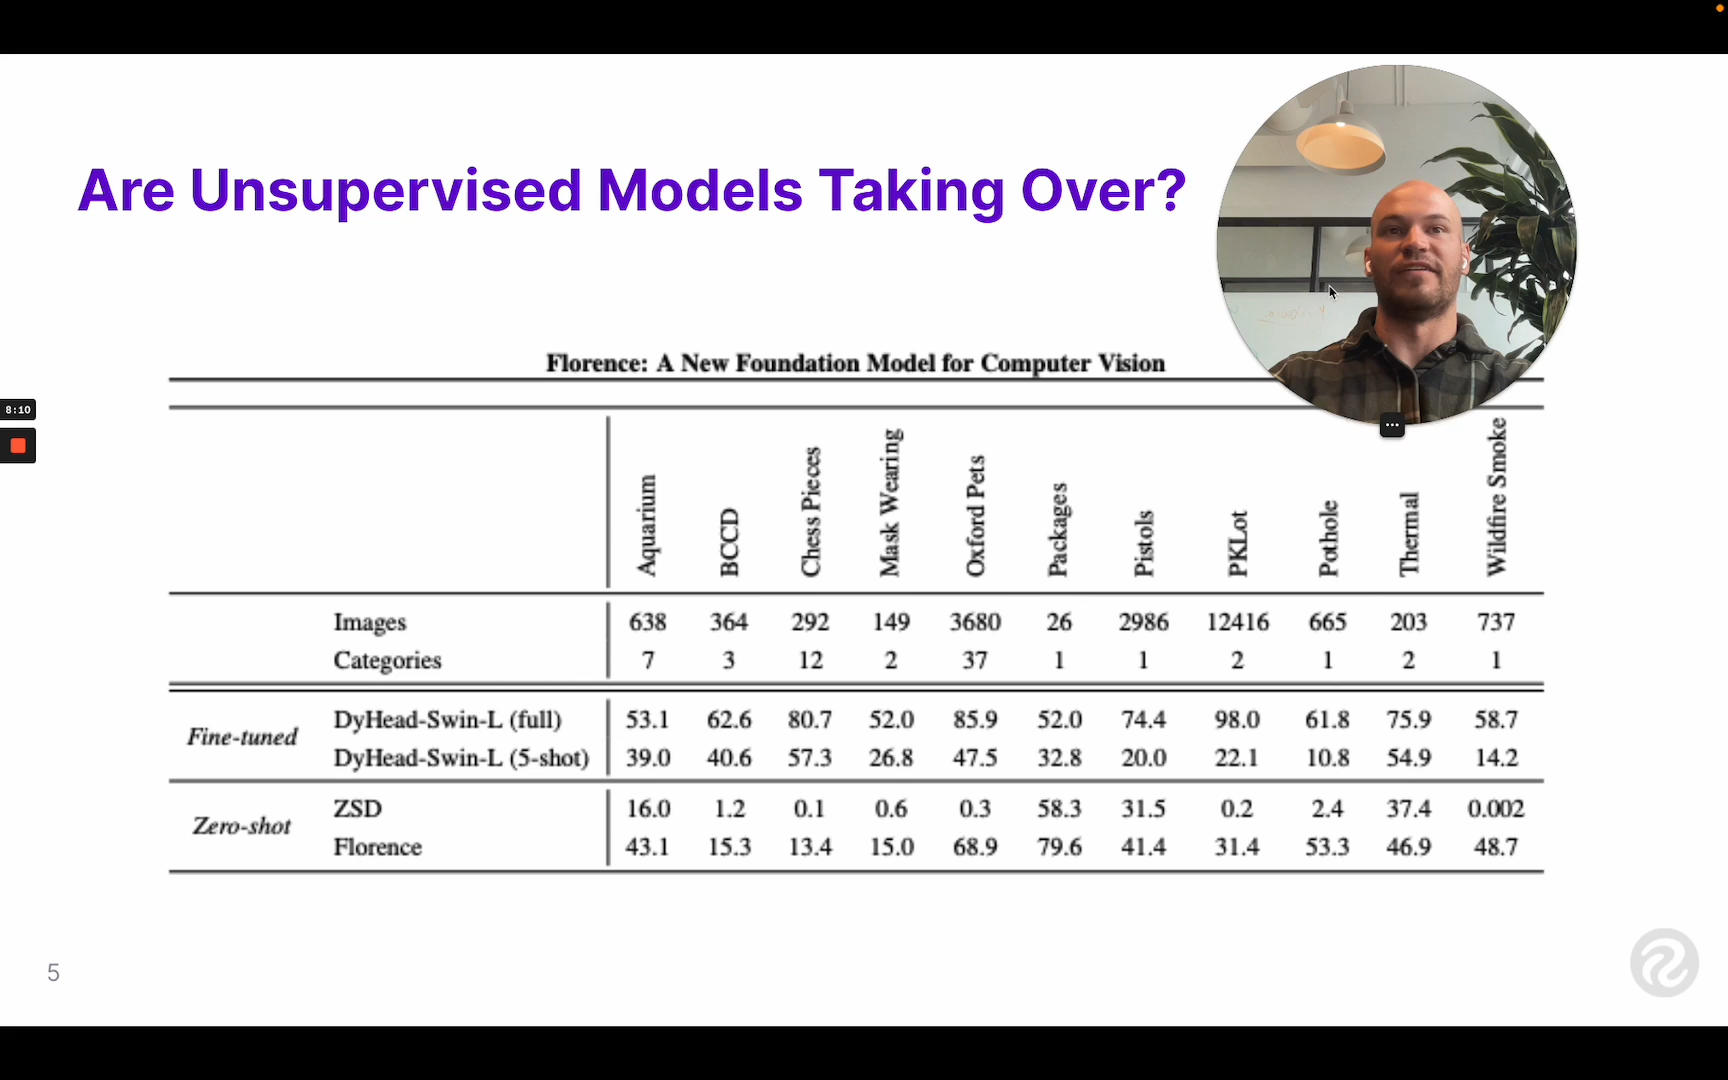 Are Unsupervised Models Taking Over?
8:10
Florence: A New Foundation Model for Computer Vision
Aquarium BCCD Chess Pieces Mask Wearing Oxford Pets Packages Pistols PKLot Pothole Thermal Wildfire Smoke
Images 638 364 292 149 3680 26 2986 12416 665 203 737
Categories 7 3 12 2 37 1 1 2 1 2 1
Fine-tuned DyHead-Swin-L (full) 53.1 62.6 80.7 52.0 85.9 52.0 74.4 98.0 61.8 75.9 58.7
DyHead-Swin-L (5-shot) 39.0 40.6 57.3 26.8 47.5 32.8 20.0 22.1 10.8 54.9 14.2
Zero-shot ZSD 16.0 1.2 0.1 0.6 0.3 58.3 31.5 0.2 2.4 37.4 0.002
Florence 43.1 15.3 13.4 15.0 68.9 79.6 41.4 31.4 53.3 46.9 48.7
5